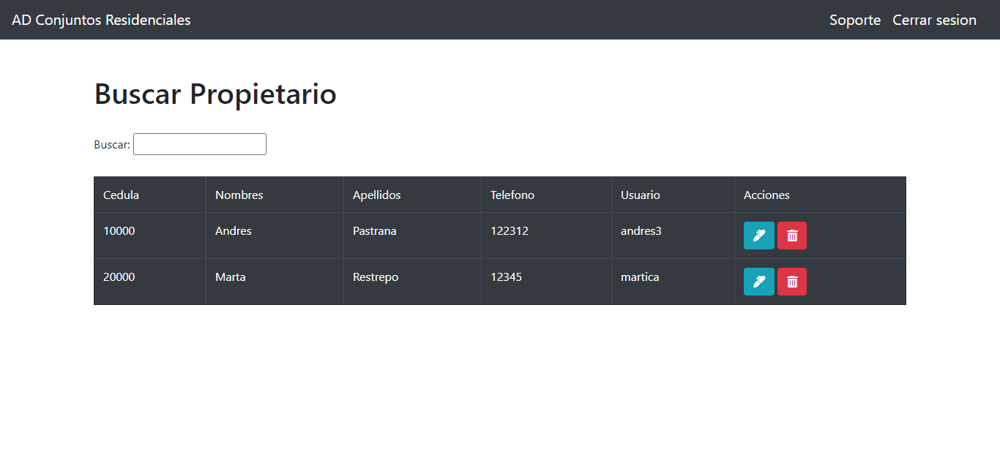 AD Conjuntos Residenciales Soporte Cerrar sesion
Buscar Propietario
Buscar:
Cedula Nombres Apellidos Telefono Usuario Acciones
10000 Andres Pastrana 122312 andres3
20000 Marta Restrepo 12345 martica